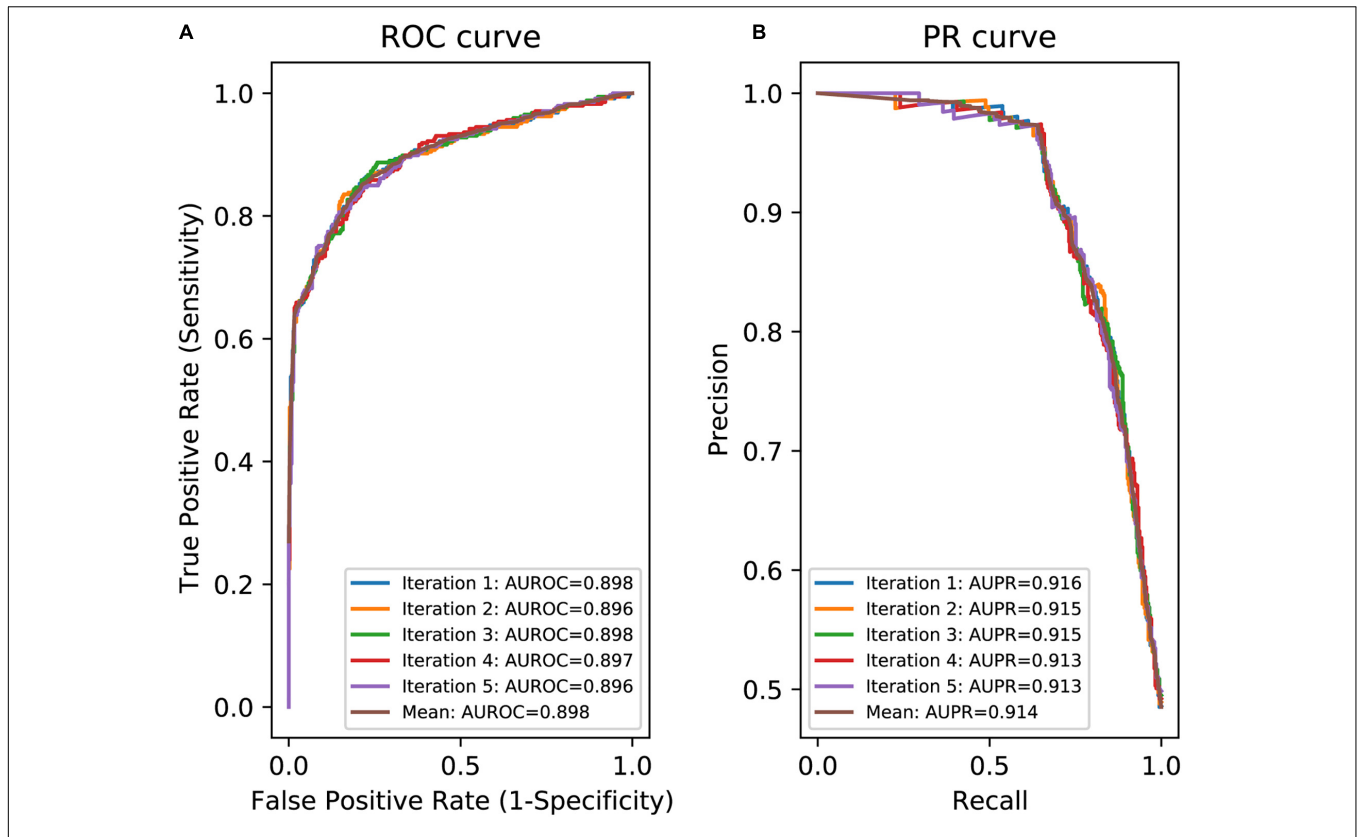 A
ROC curve
True Positive Rate (Sensitivity)
1.0
0.8
0.6
0.4
0.2
0.0
Iteration 1: AUROC=0.898
Iteration 2: AUROC=0.896
Iteration 3: AUROC=0.898
Iteration 4: AUROC=0.897
Iteration 5: AUROC=0.896
Mean: AUROC=0.898
0.0
0.5
1.0
False Positive Rate (1-Specificity)
B
PR curve
Precision
1.0
0.9
0.8
0.7
0.6
0.5
Iteration 1: AUPR=0.916
Iteration 2: AUPR=0.915
Iteration 3: AUPR=0.915
Iteration 4: AUPR=0.913
Iteration 5: AUPR=0.913
Mean: AUPR=0.914
0.0
0.5
1.0
Recall